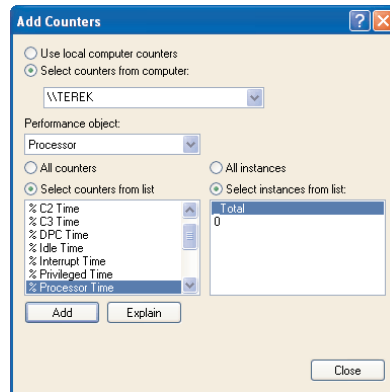 Add Counters
Use local computer counters
Select counters from computer:
\\TEREK
Performance object:
Processor
All counters
All instances
Select counters from list
Select instances from list:
% C2 Time
% C3 Time
% DPC Time
% Idle Time
% Interrupt Time
% Privileged Time
% Processor Time
_Total
0
Add
Explain
Close